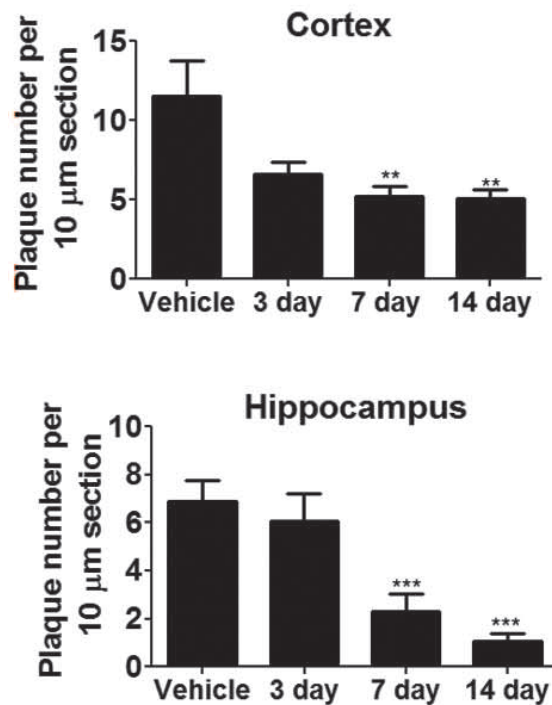 Cortex
Plaque number per
10 µm section
15
10
5
0
**
**
Vehicle 3 day 7 day 14 day
Hippocampus
Plaque number per
10 µm section
10
8
6
4
2
0
***
***
Vehicle 3 day 7 day 14 day